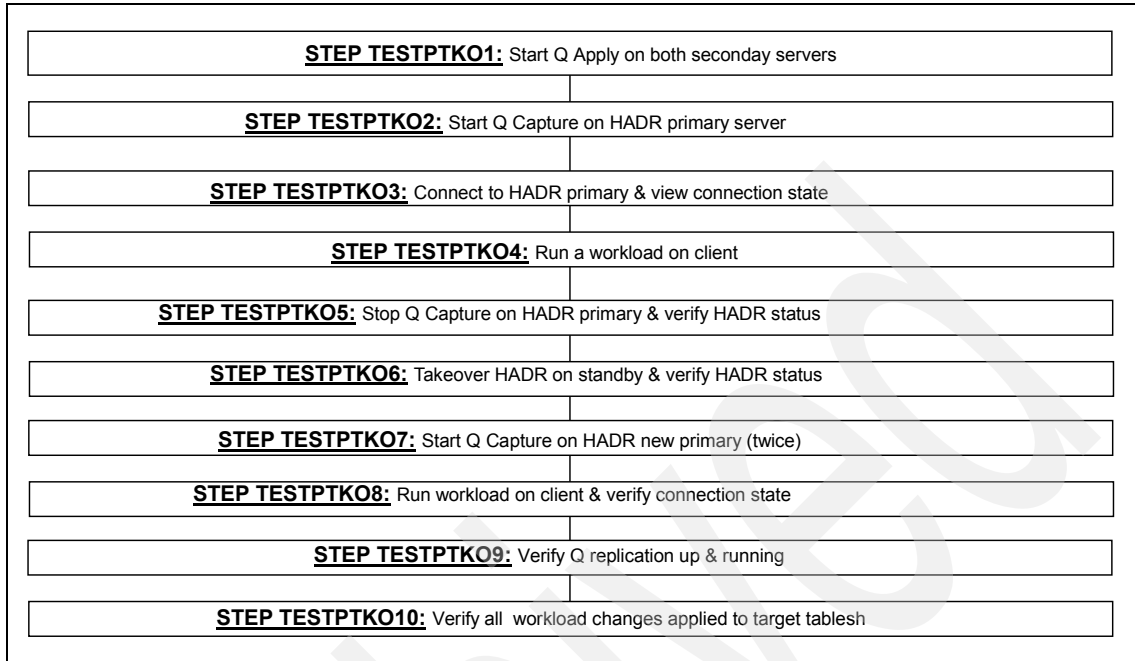 STEP TESTPTKO1: Start Q Apply on both seconday servers
STEP TESTPTKO2: Start Q Capture on HADR primary server
STEP TESTPTKO3: Connect to HADR primary & view connection state
STEP TESTPTKO4: Run a workload on client
STEP TESTPTKO5: Stop Q Capture on HADR primary & verify HADR status
STEP TESTPTKO6: Takeover HADR on standby & verify HADR status
STEP TESTPTKO7: Start Q Capture on HADR new primary (twice)
STEP TESTPTKO8: Run workload on client & verify connection state
STEP TESTPTKO9: Verify Q replication up & running
STEP TESTPTKO10: Verify all workload changes applied to target tablesh